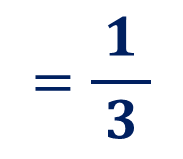 = 1/3